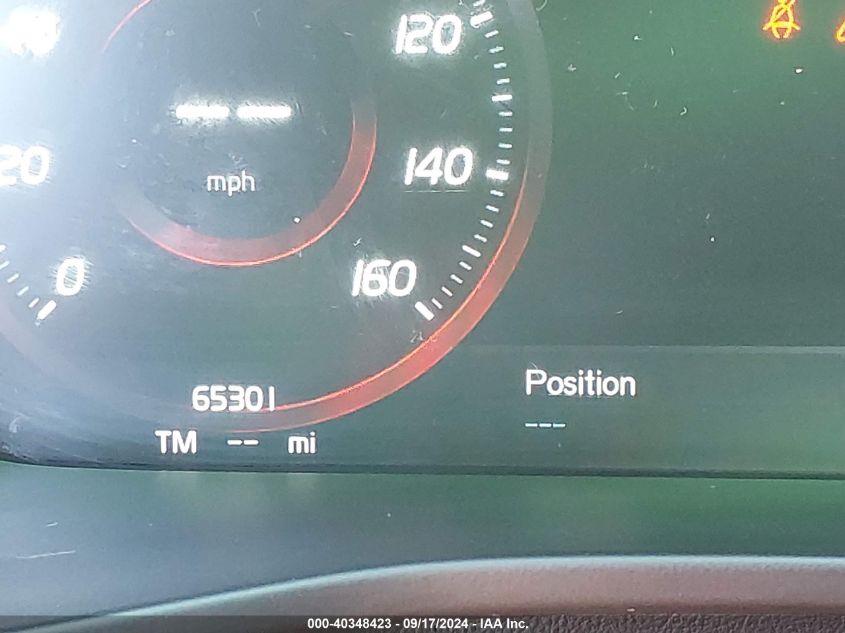 120
-- --
20
140
mph
0
160
65301
Position
TM -- mi
---
000-40348423 - 09/17/2024 - IAA Inc.